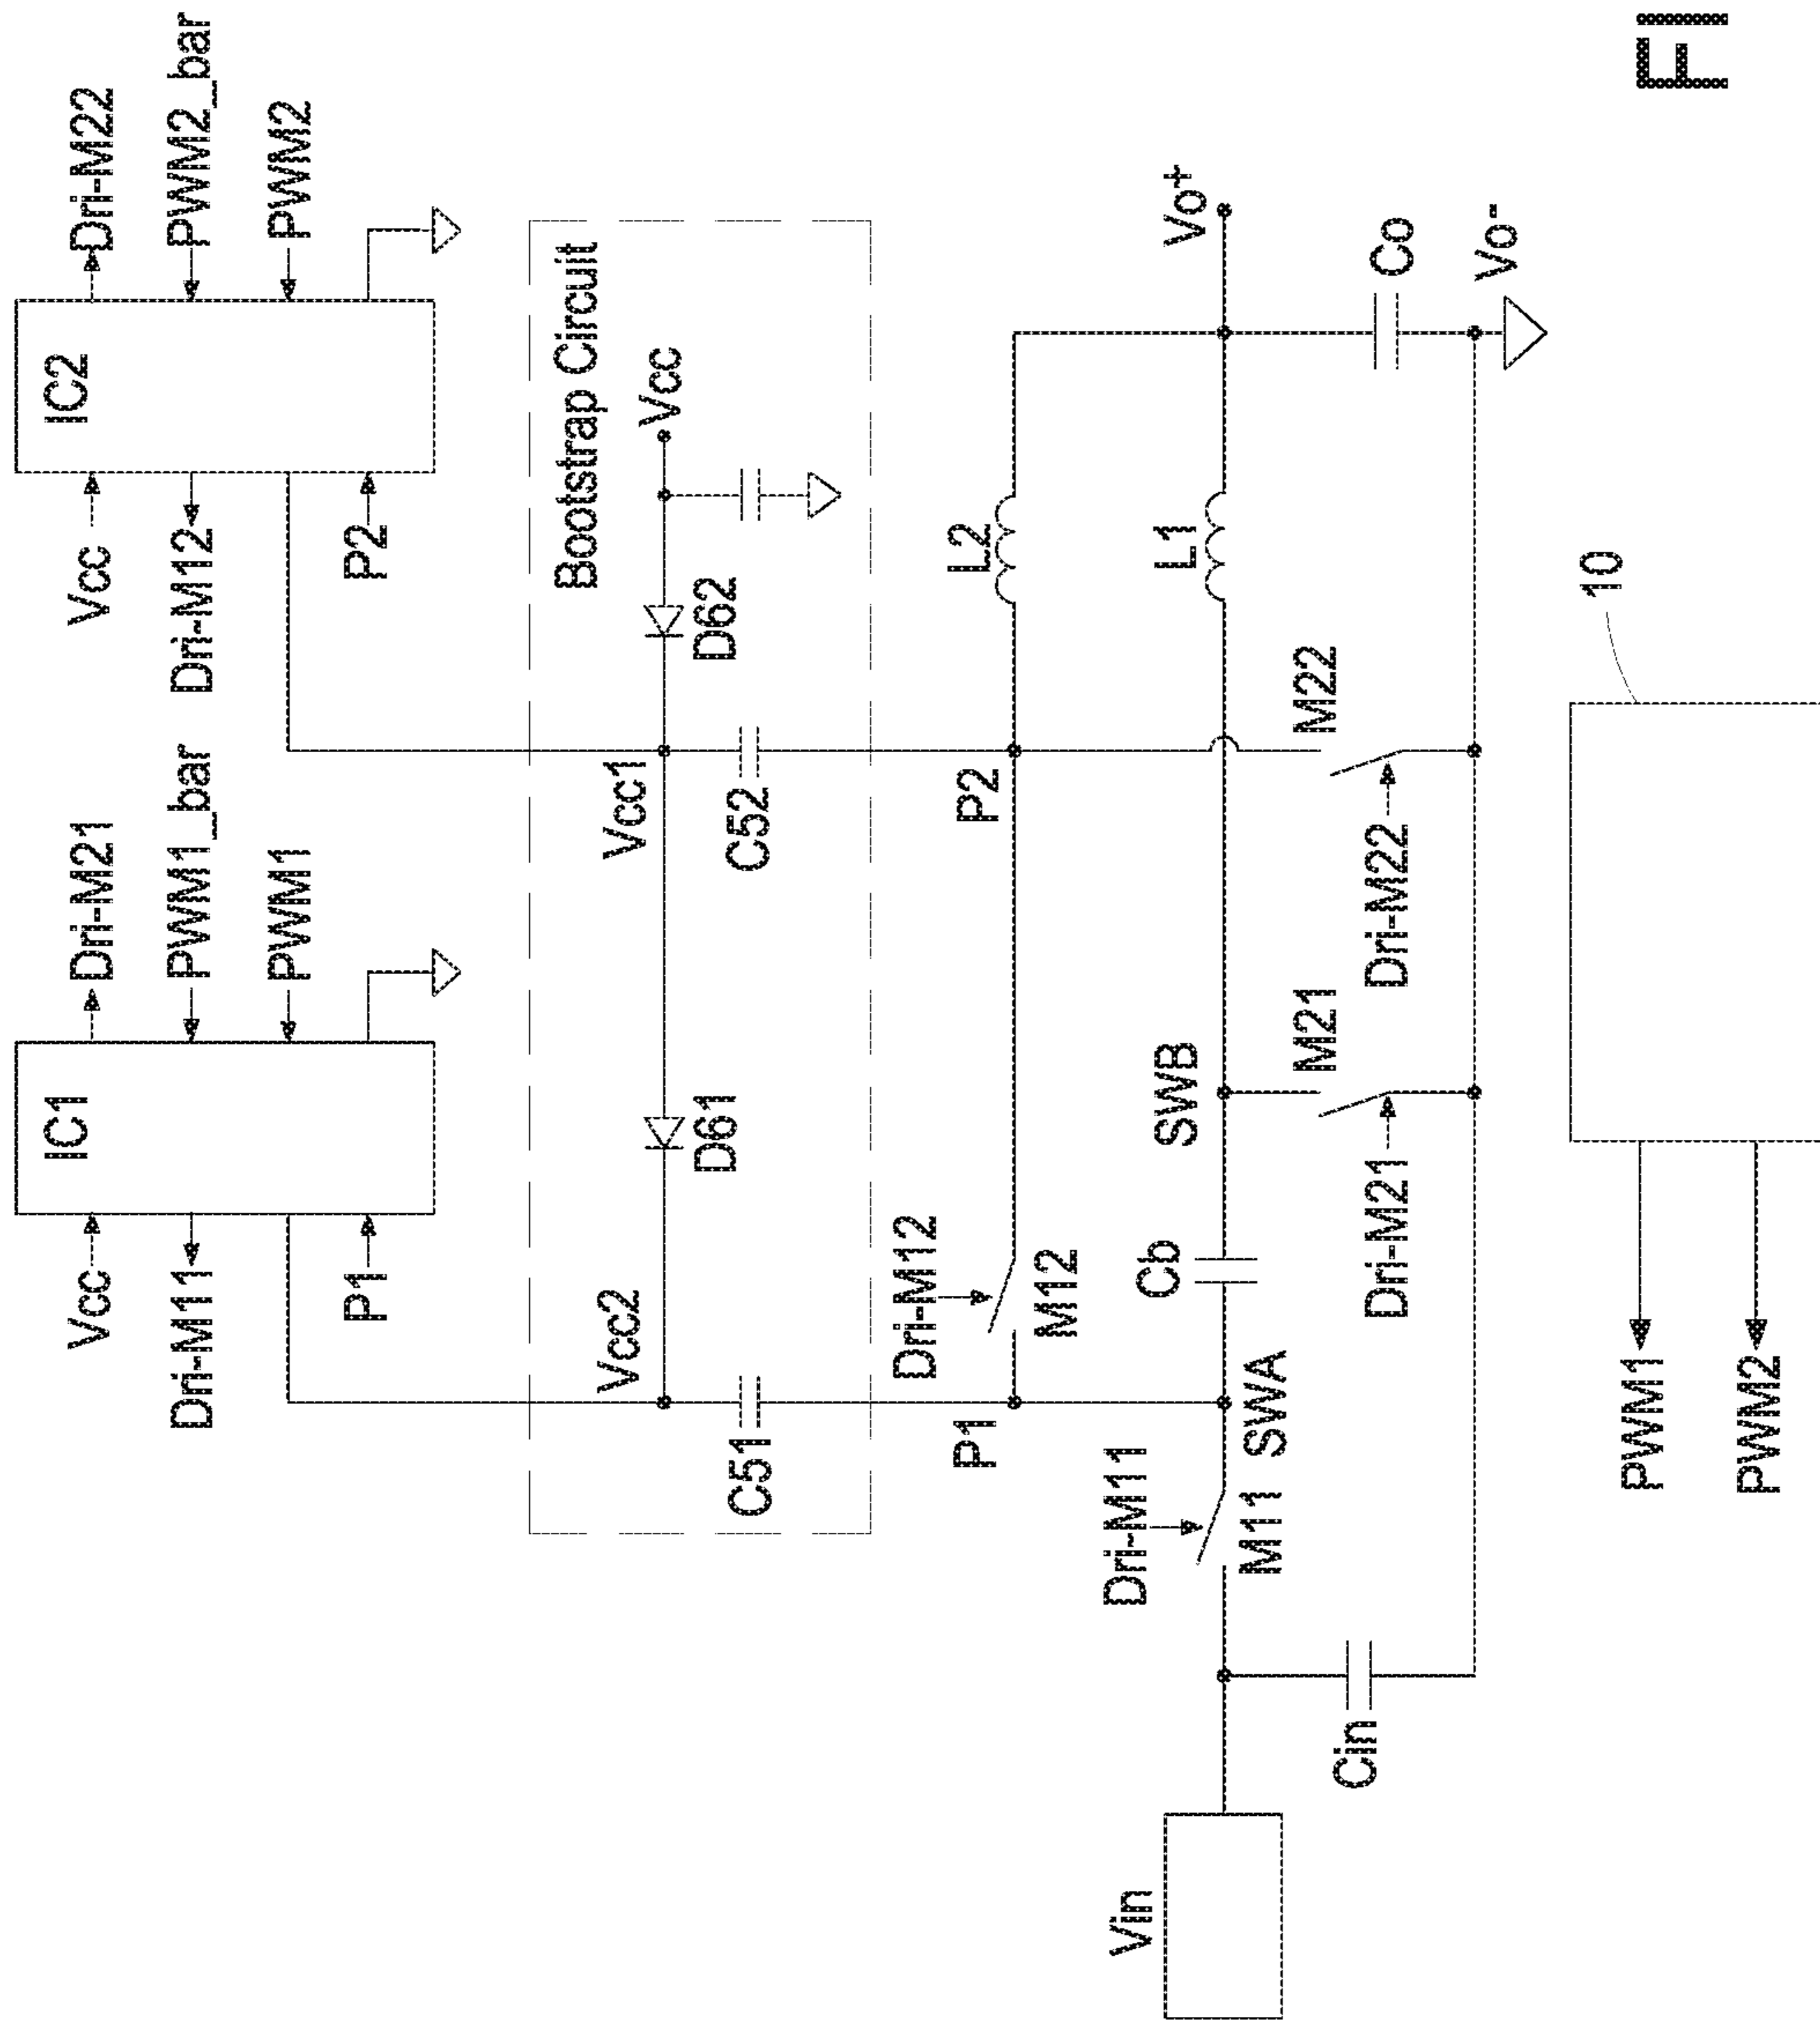 IC1
Vcc
Dri-M11
P1
Dri-M21
PWM1_bar
PWM1
IC2
Vcc
Dri-M12
P2
Dri-M22
PWM2_bar
PWM2
Bootstrap Circuit
Vcc2
D61
Vcc1
D62
Vcc
C51
C52
Dri-M12
M12
P1
P2
L2
Vin
Dri-M11
M11
SWA
Cb
SWB
L1
Vo+
Cin
Dri-M21
M21
Dri-M22
M22
Co
Vo-
PWM1
PWM2
10